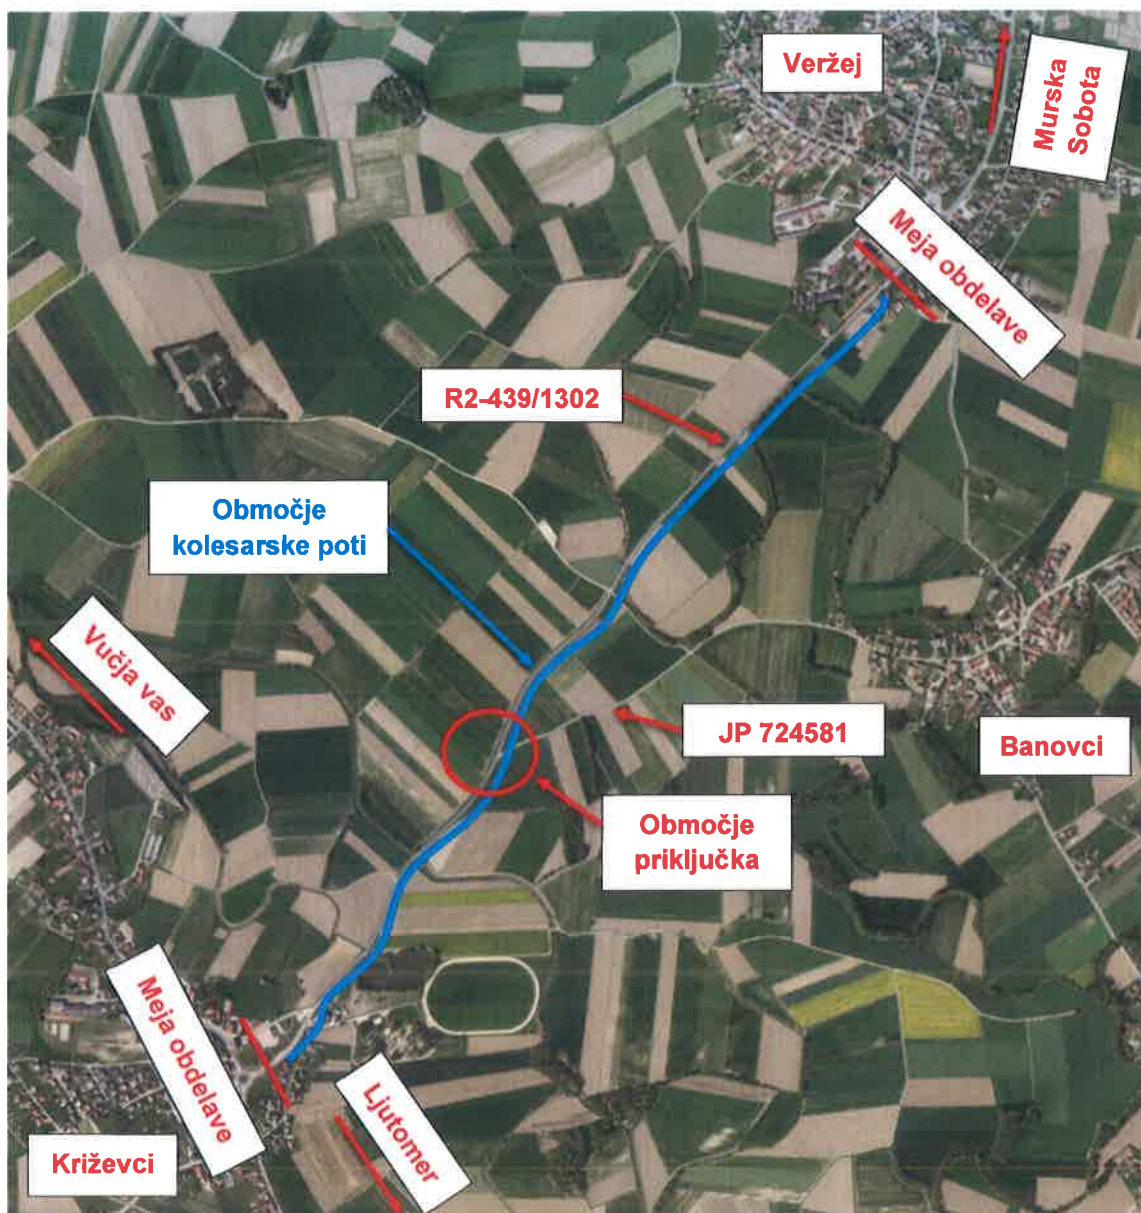 Veržej
Murska
Sobota
Meja obdelave
R2-439/1302
Območje
kolesarske poti
Vučja vas
JP 724581
Banovci
Območje
priključka
Meja obdelave
Ljutomer
Križevci